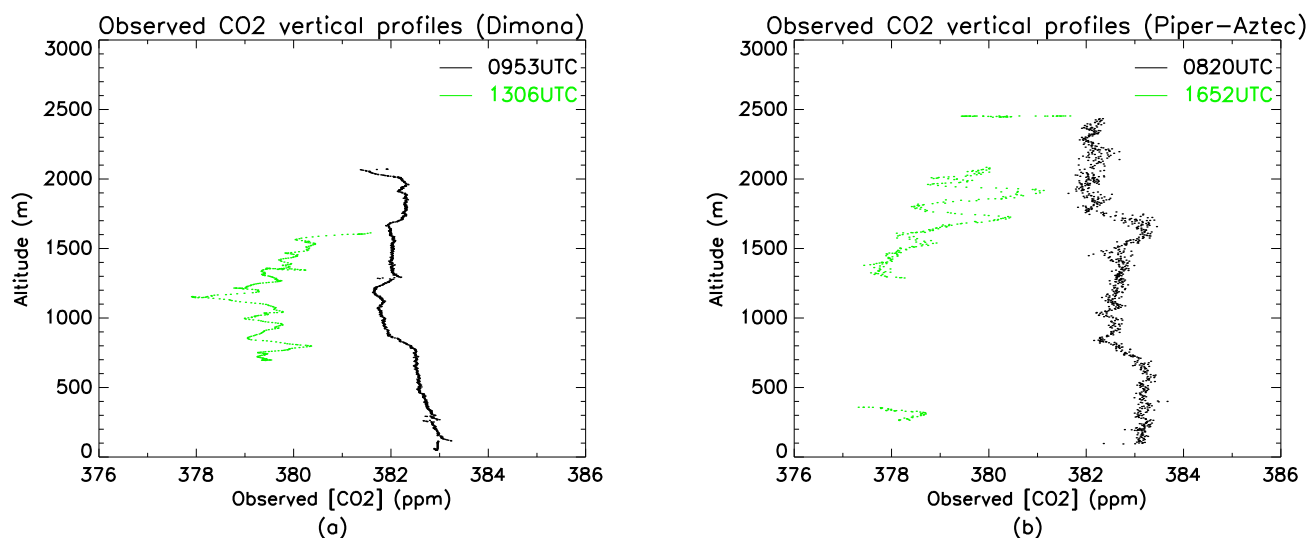 Observed CO2 vertical profiles (Dimona)
0953UTC
1306UTC
3000
2500
2000
1500
1000
500
0
Altitude (m)
376 378 380 382 384 386
Observed [CO2] (ppm)
(a)
Observed CO2 vertical profiles (Piper-Aztec)
0820UTC
1652UTC
3000
2500
2000
1500
1000
500
0
Altitude (m)
376 378 380 382 384 386
Observed [CO2] (ppm)
(b)